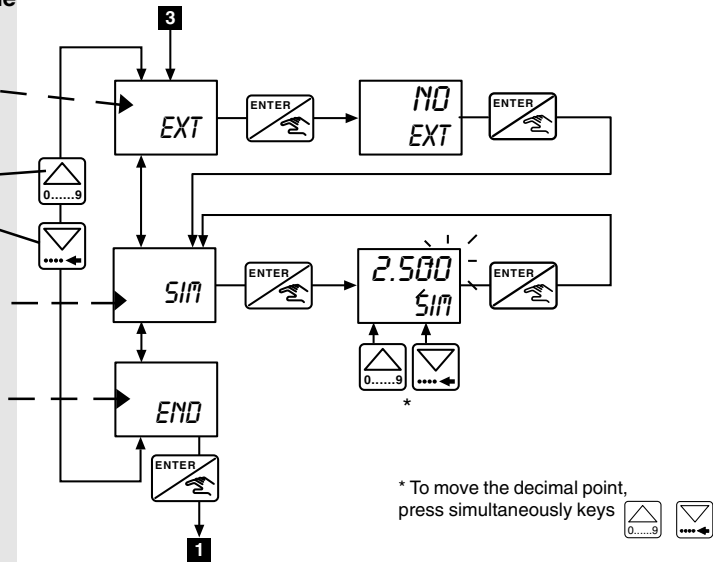 3
EXT
ENTER
NO
EXT
ENTER
0......9
SIM
ENTER
2.500
SIM
ENTER
0......9
*
END
ENTER
1
* To move the decimal point,
press simultaneously keys
0......9